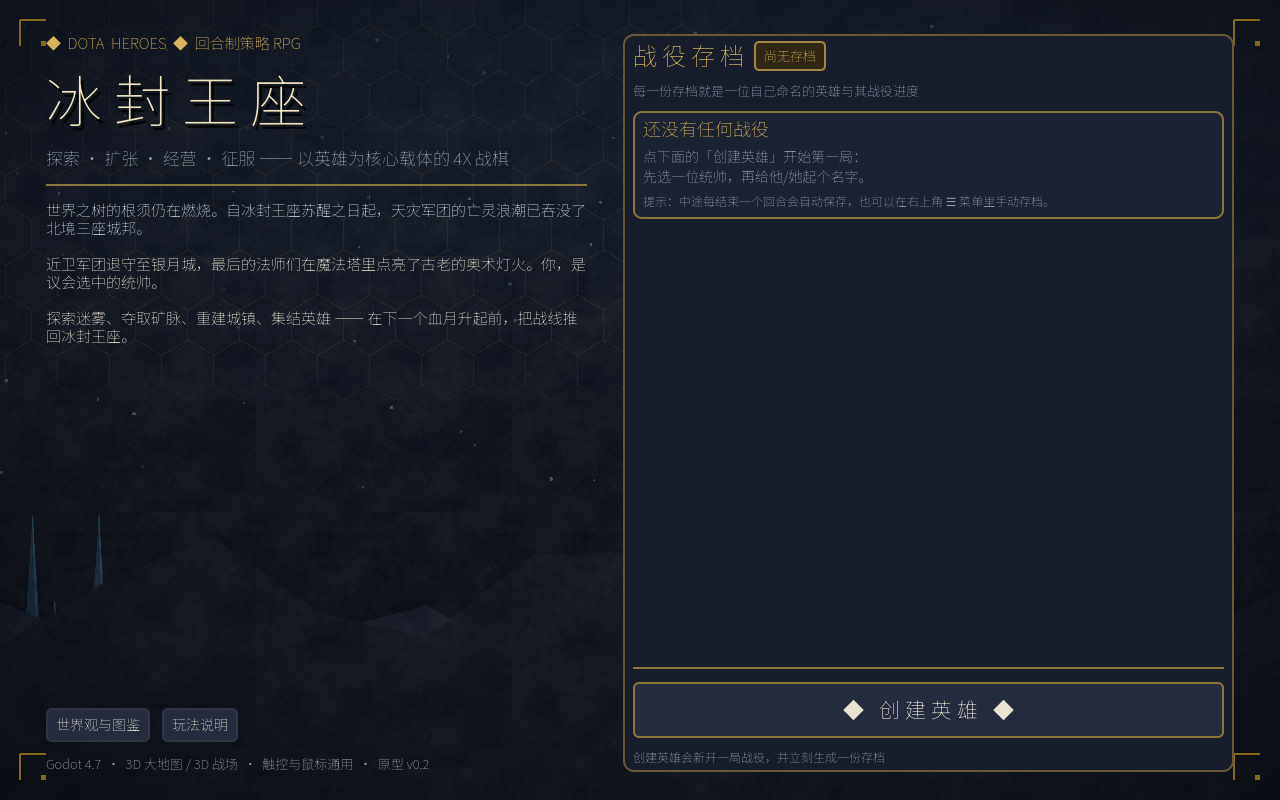 ◆ DOTA HEROES ◆ 回合制策略 RPG
冰封王座
探索 · 扩张 · 经营 · 征服 —— 以英雄为核心载体的 4X 战棋
世界之树的根须仍在燃烧。自冰封王座苏醒之日起，天灾军团的亡灵浪潮已吞没了
北境三座城邦。
近卫军团退守至银月城，最后的法师们在魔法塔里点亮了古老的奥术灯火。你，是
议会选中的统帅。
探索迷雾、夺取矿脉、重建城镇、集结英雄 —— 在下一个血月升起前，把战线推
回冰封王座。
世界观与图鉴
玩法说明
Godot 4.7 · 3D 大地图 / 3D 战场 · 触控与鼠标通用 · 原型 v0.2
战役存档
尚无存档
每一份存档就是一位自己命名的英雄与其战役进度
还没有任何战役
点下面的「创建英雄」开始第一局：
先选一位统帅，再给他/她起个名字。
提示：中途每结束一个回合会自动保存，也可以在右上角 ☰ 菜单里手动存档。
◆ 创建英雄 ◆
创建英雄会新开一局战役，并立刻生成一份存档